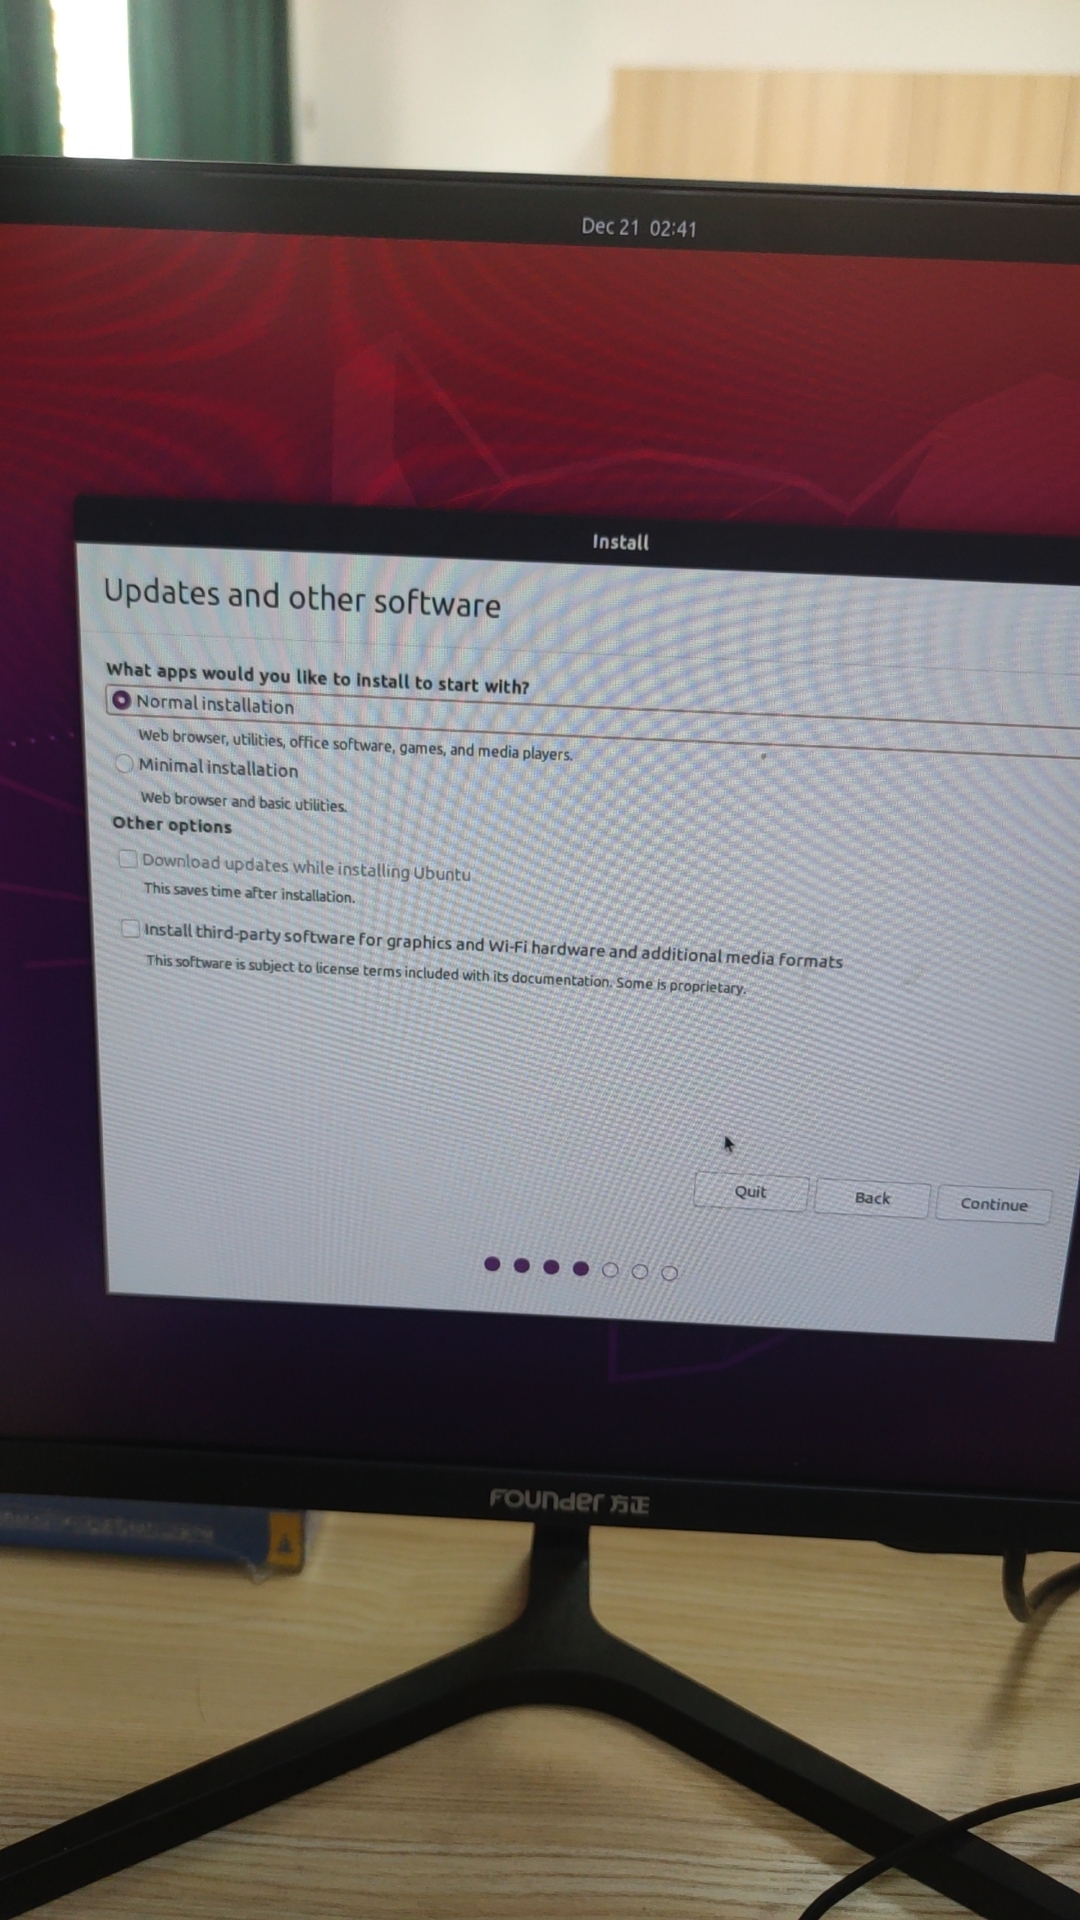 Dec 21 02:41
Install
Updates and other software
What apps would you like to install to start with?
Normal installation
Web browser, utilities, office software, games, and media players.
Minimal installation
Web browser and basic utilities.
Other options
Download updates while installing Ubuntu
This saves time after installation.
Install third-party software for graphics and Wi-Fi hardware and additional media formats
This software is subject to license terms included with its documentation. Some is proprietary.
Quit Back Continue
FOUNDER 方正